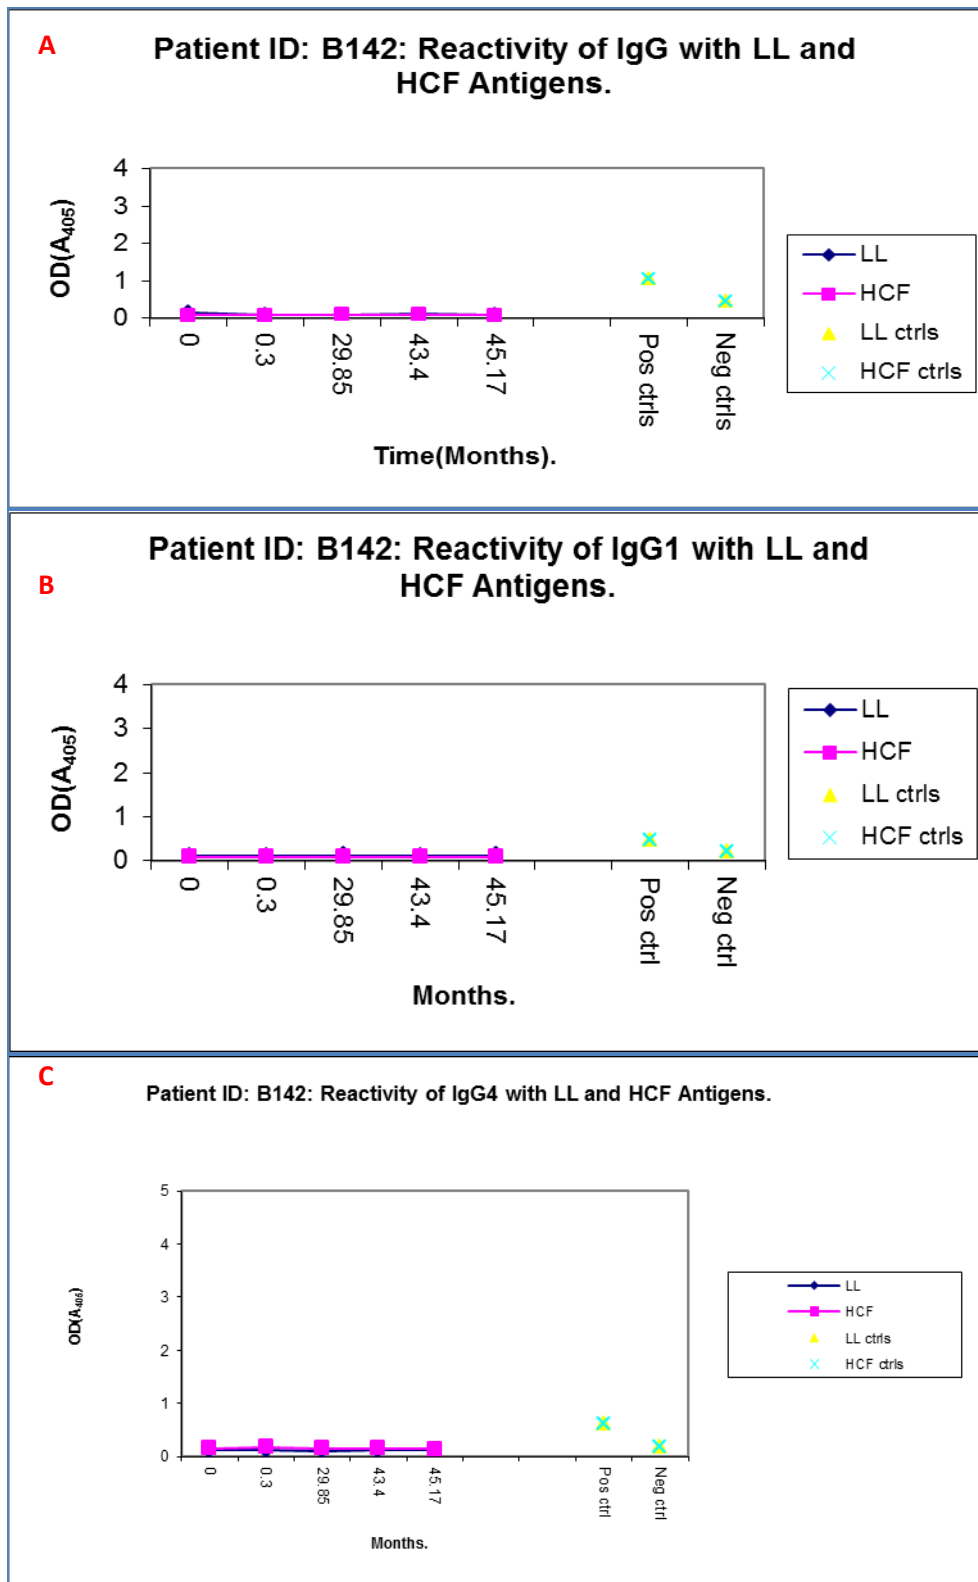 A
Patient ID: B142: Reactivity of IgG with LL and
HCF Antigens.
OD(A405)
4
3
2
1
0
0
0.3
29.85
43.4
45.17
Pos ctrls
Neg ctrls
Time(Months).
LL
HCF
LL ctrls
HCF ctrls
B
Patient ID: B142: Reactivity of IgG1 with LL and
HCF Antigens.
OD(A405)
4
3
2
1
0
0
0.3
29.85
43.4
45.17
Pos ctrl
Neg ctrl
Months.
LL
HCF
LL ctrls
HCF ctrls
C
Patient ID: B142: Reactivity of IgG4 with LL and HCF Antigens.
OD(A405)
5
3
2
1
0
0
0.3
29.85
43.4
45.17
Pos ctrl
Neg ctrl
Months.
LL
HCF
LL ctrls
HCF ctrls